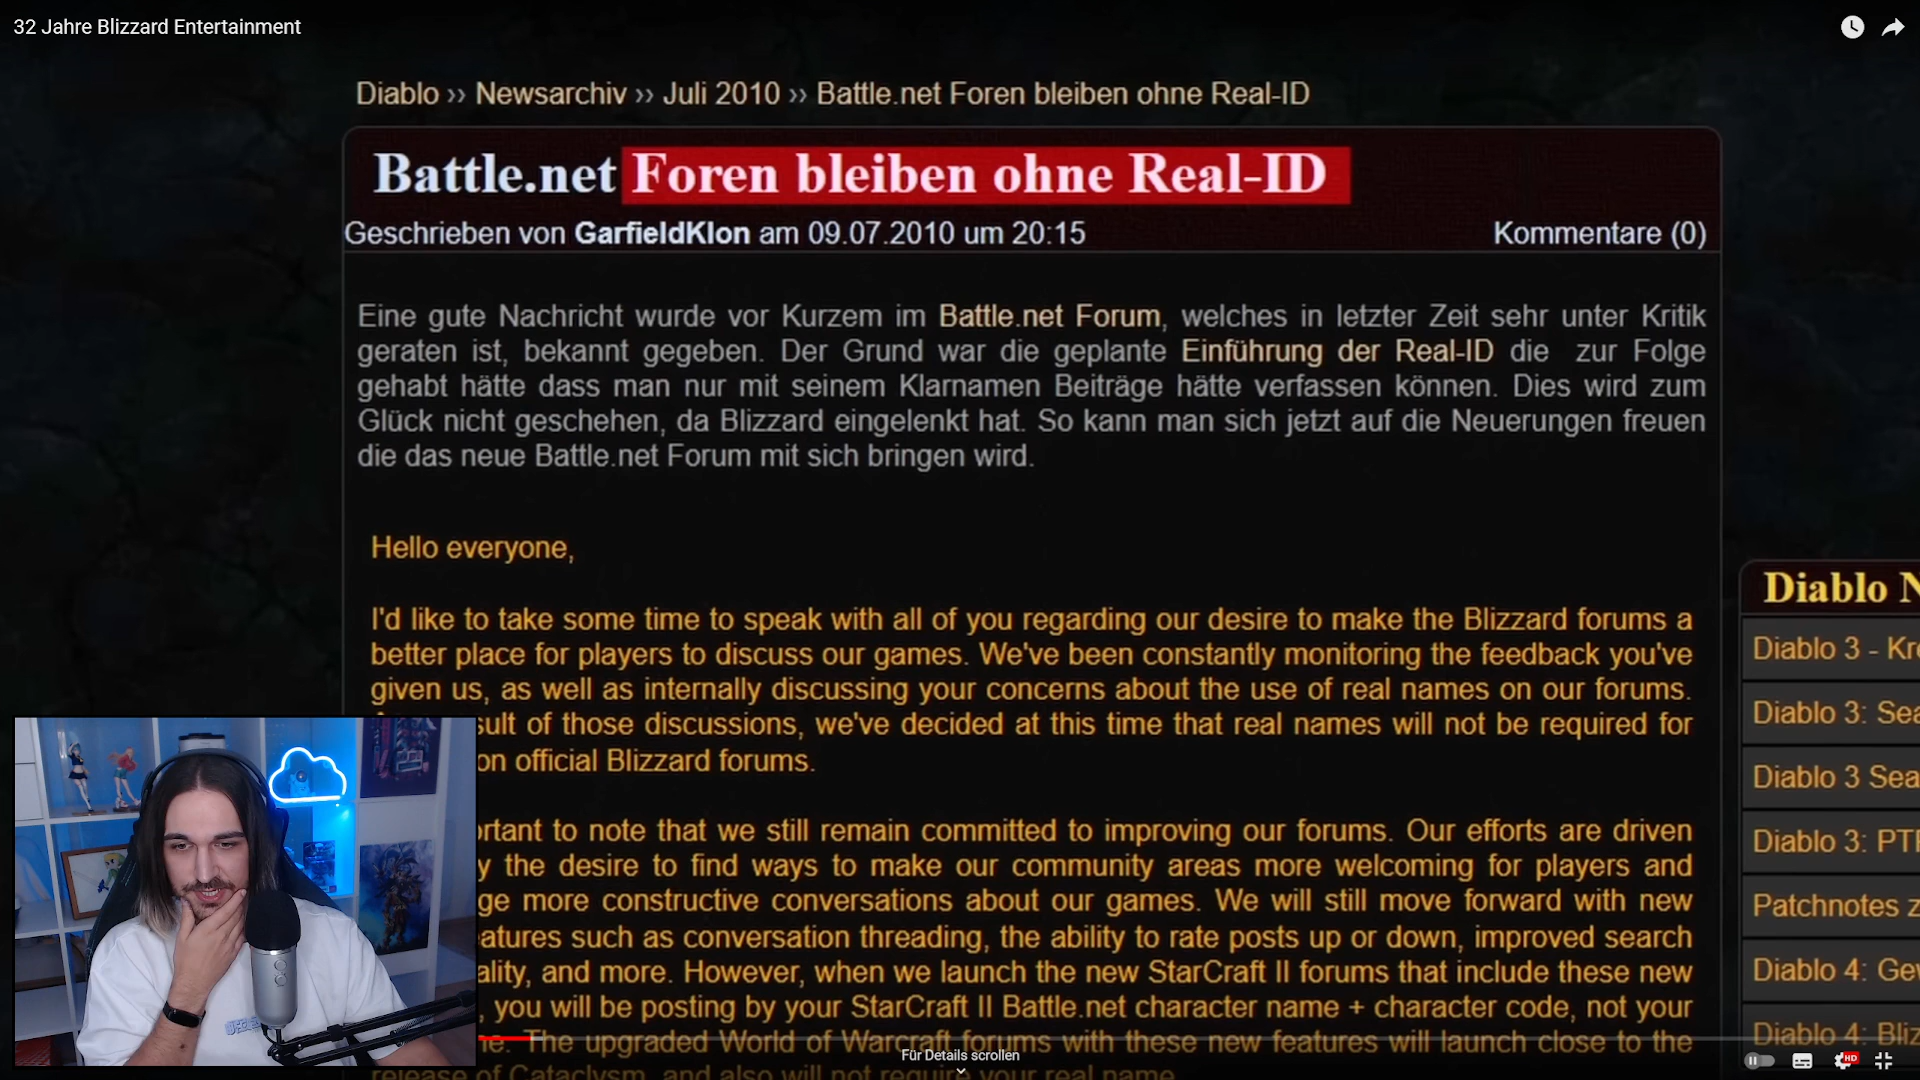 32 Jahre Blizzard Entertainment
Diablo ›› Newsarchiv ›› Juli 2010 ›› Battle.net Foren bleiben ohne Real-ID
Battle.net Foren bleiben ohne Real-ID
Geschrieben von GarfieldKlon am 09.07.2010 um 20:15
Kommentare (0)
Eine gute Nachricht wurde vor Kurzem im Battle.net Forum, welches in letzter Zeit sehr unter Kritik
geraten ist, bekannt gegeben. Der Grund war die geplante Einführung der Real-ID die zur Folge
gehabt hätte dass man nur mit seinem Klarnamen Beiträge hätte verfassen können. Dies wird zum
Glück nicht geschehen, da Blizzard eingelenkt hat. So kann man sich jetzt auf die Neuerungen freuen
die das neue Battle.net Forum mit sich bringen wird.
Hello everyone,
I'd like to take some time to speak with all of you regarding our desire to make the Blizzard forums a
better place for players to discuss our games. We've been constantly monitoring the feedback you've
given us, as well as internally discussing your concerns about the use of real names on our forums.
sult of those discussions, we've decided at this time that real names will not be required for
on official Blizzard forums.
rtant to note that we still remain committed to improving our forums. Our efforts are driven
y the desire to find ways to make our community areas more welcoming for players and
ge more constructive conversations about our games. We will still move forward with new
atures such as conversation threading, the ability to rate posts up or down, improved search
ality, and more. However, when we launch the new StarCraft II forums that include these new
, you will be posting by your StarCraft II Battle.net character name + character code, not your
e. The upgraded World of Warcraft forums with these new features will launch close to the
release of Cataclysm, and also will not require your real name.
Diablo N
Diablo 3 - Kre
Diablo 3: Sea
Diablo 3 Sea
Diablo 3: PTR
Patchnotes z
Diablo 4: Gew
Diablo 4: Bliz
Für Details scrollen
HD